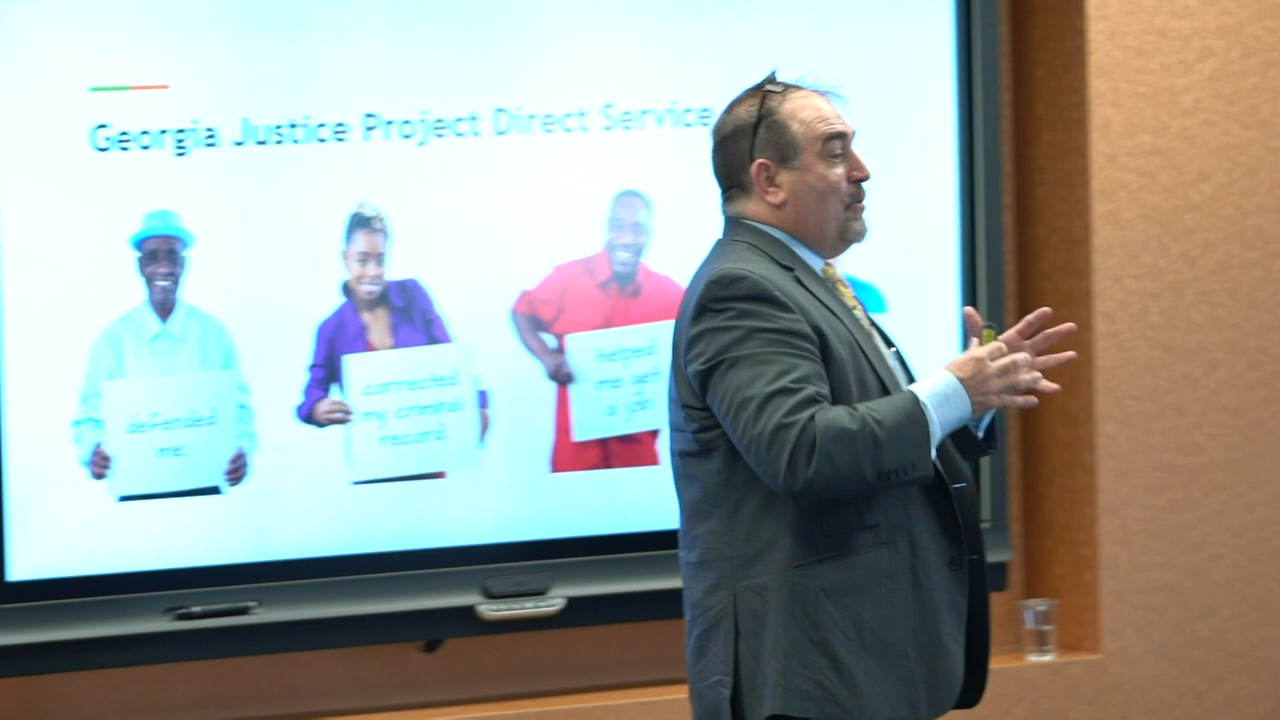 Georgia Justice Project Direct Service
defended
me.
corrected
my criminal
record.
helped
me get
a job.